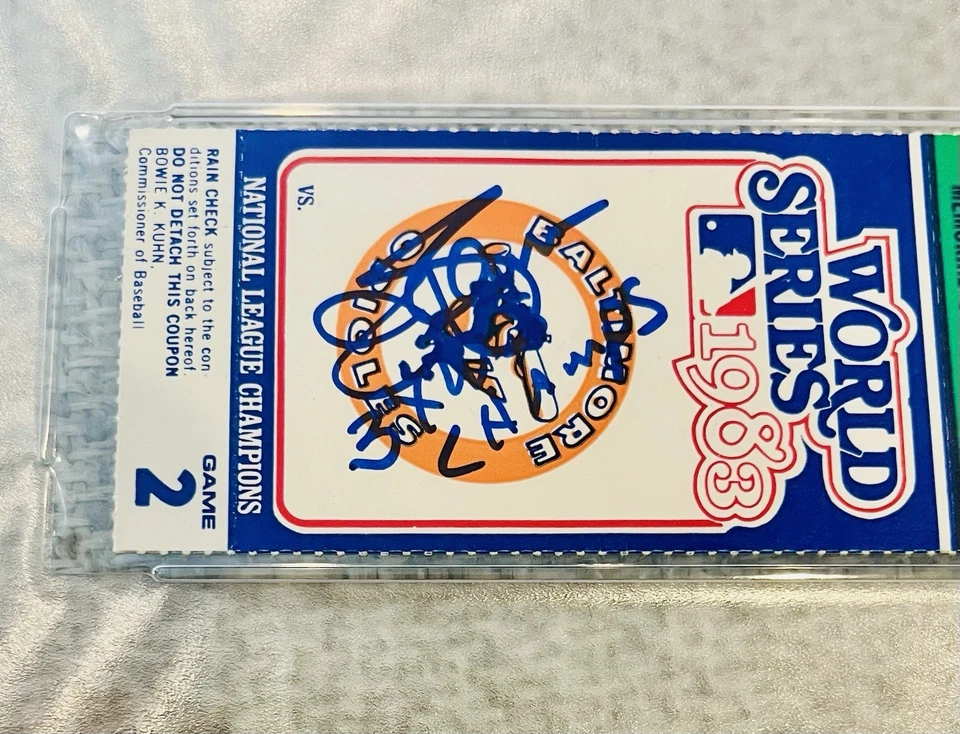 WORLD
SERIES
1983
BALTIMORE
ORIOLES
VS.
NATIONAL LEAGUE CHAMPIONS
RAIN CHECK subject to the con-
ditions set forth on back hereof.
DO NOT DETACH THIS COUPON
BOWIE K. KUHN,
Commissioner of Baseball
GAME
2